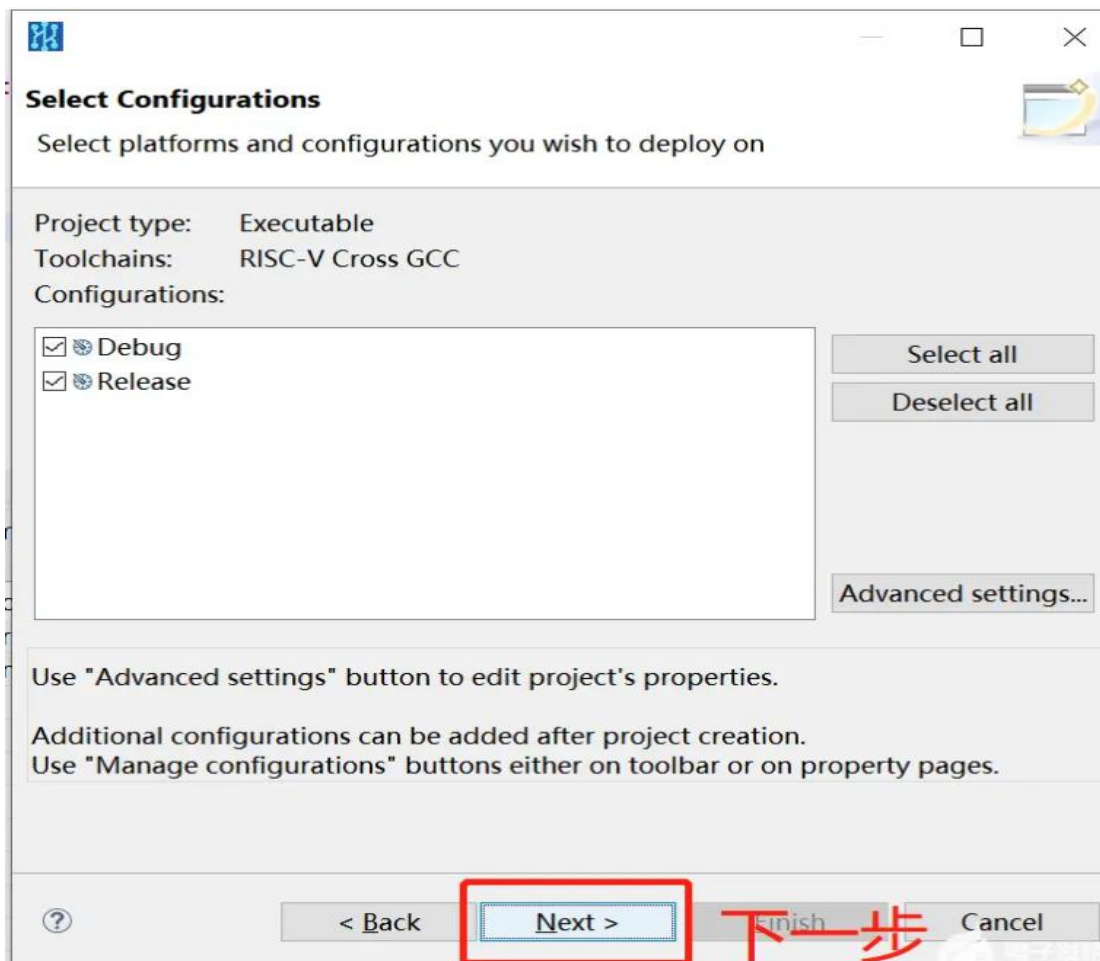 Select Configurations
Select platforms and configurations you wish to deploy on
Project type: Executable
Toolchains: RISC-V Cross GCC
Configurations:
Debug
Release
Select all
Deselect all
Advanced settings...
Use "Advanced settings" button to edit project's properties.
Additional configurations can be added after project creation.
Use "Manage configurations" buttons either on toolbar or on property pages.
< Back Next > Finish Cancel
下一步